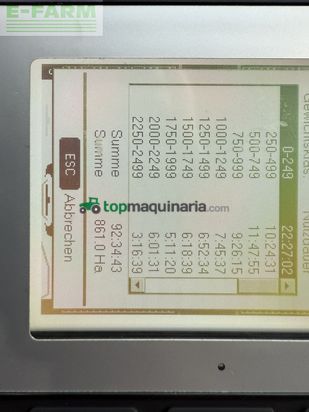 E-FARM
Gewichtsklas. Nutzdauer
0-249 22:27:02
250-499 10:24:31
500-749 11:47:55
750-999 9:26:15
1000-1249 7:45:37
1250-1499 6:52:34
1500-1749 6:18:39
1750-1999 5:11:20
2000-2249 6:01:31
2250-2499 3:16:39
Summe 92:34:43
Summe 861.0 Ha
ESC Abbrechen
topmaquinaria.com